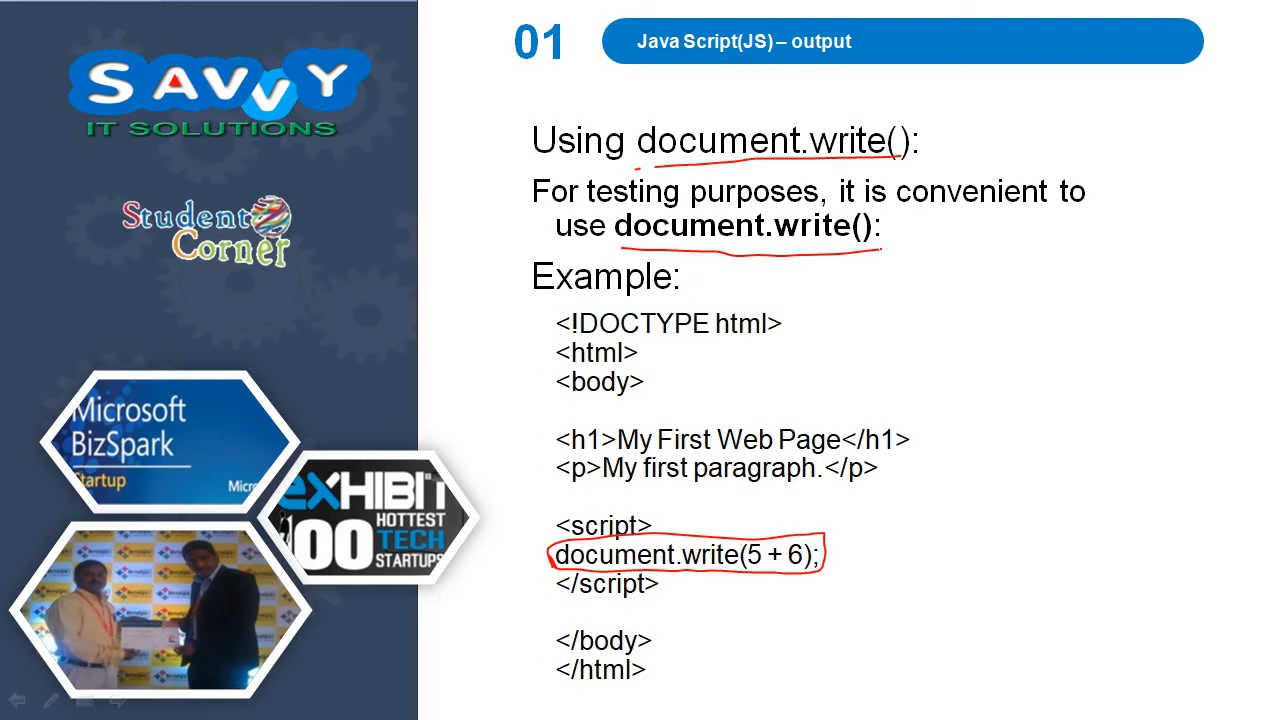 SAVVY
IT SOLUTIONS
Student
Corner
Microsoft
BizSpark
Startup
Micro
exHIBIT
100 HOTTEST
TECH
STARTUPS
01
Java Script(JS) – output
Using document.write():
For testing purposes, it is convenient to
use document.write():
Example:
<!DOCTYPE html>
<html>
<body>
<h1>My First Web Page</h1>
<p>My first paragraph.</p>
<script>
document.write(5 + 6);
</script>
</body>
</html>